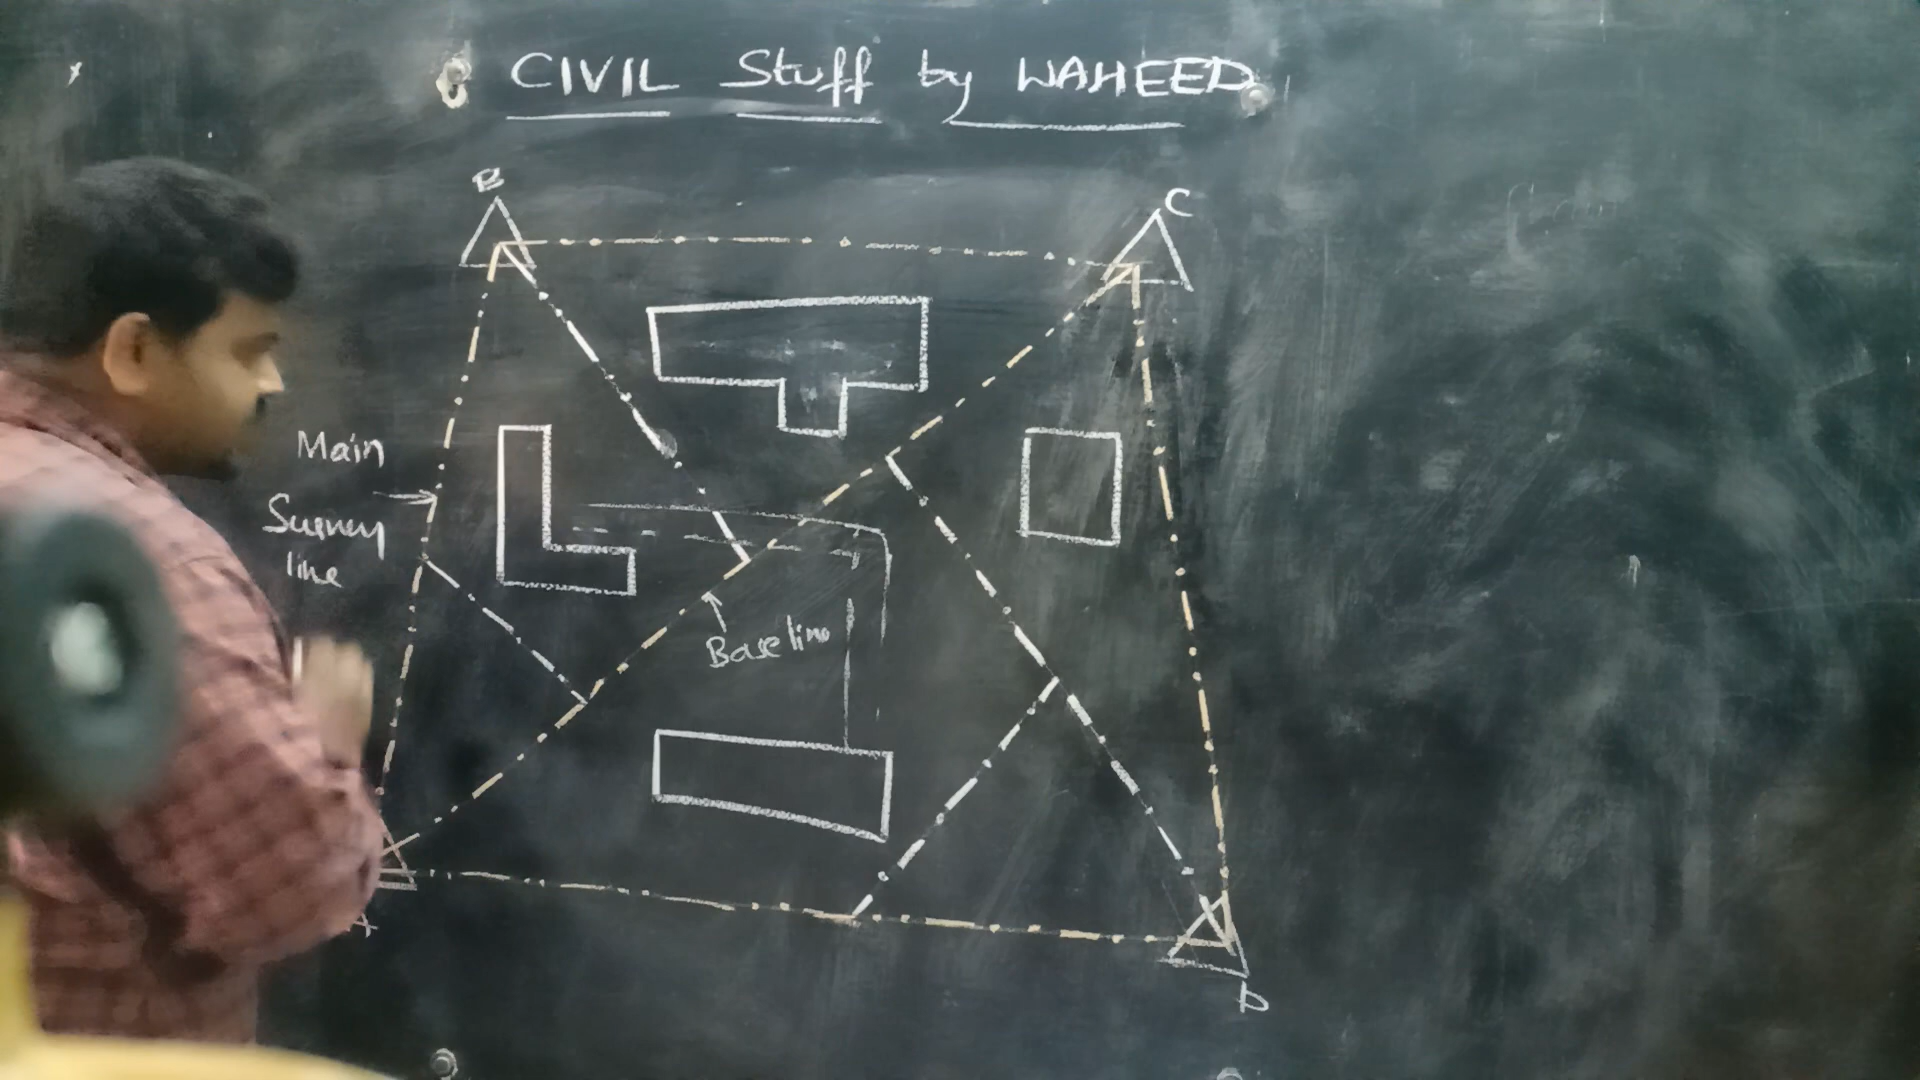 CIVIL Stuff by WAHEED
B
C
Main
Survey
line
Base line
A
D